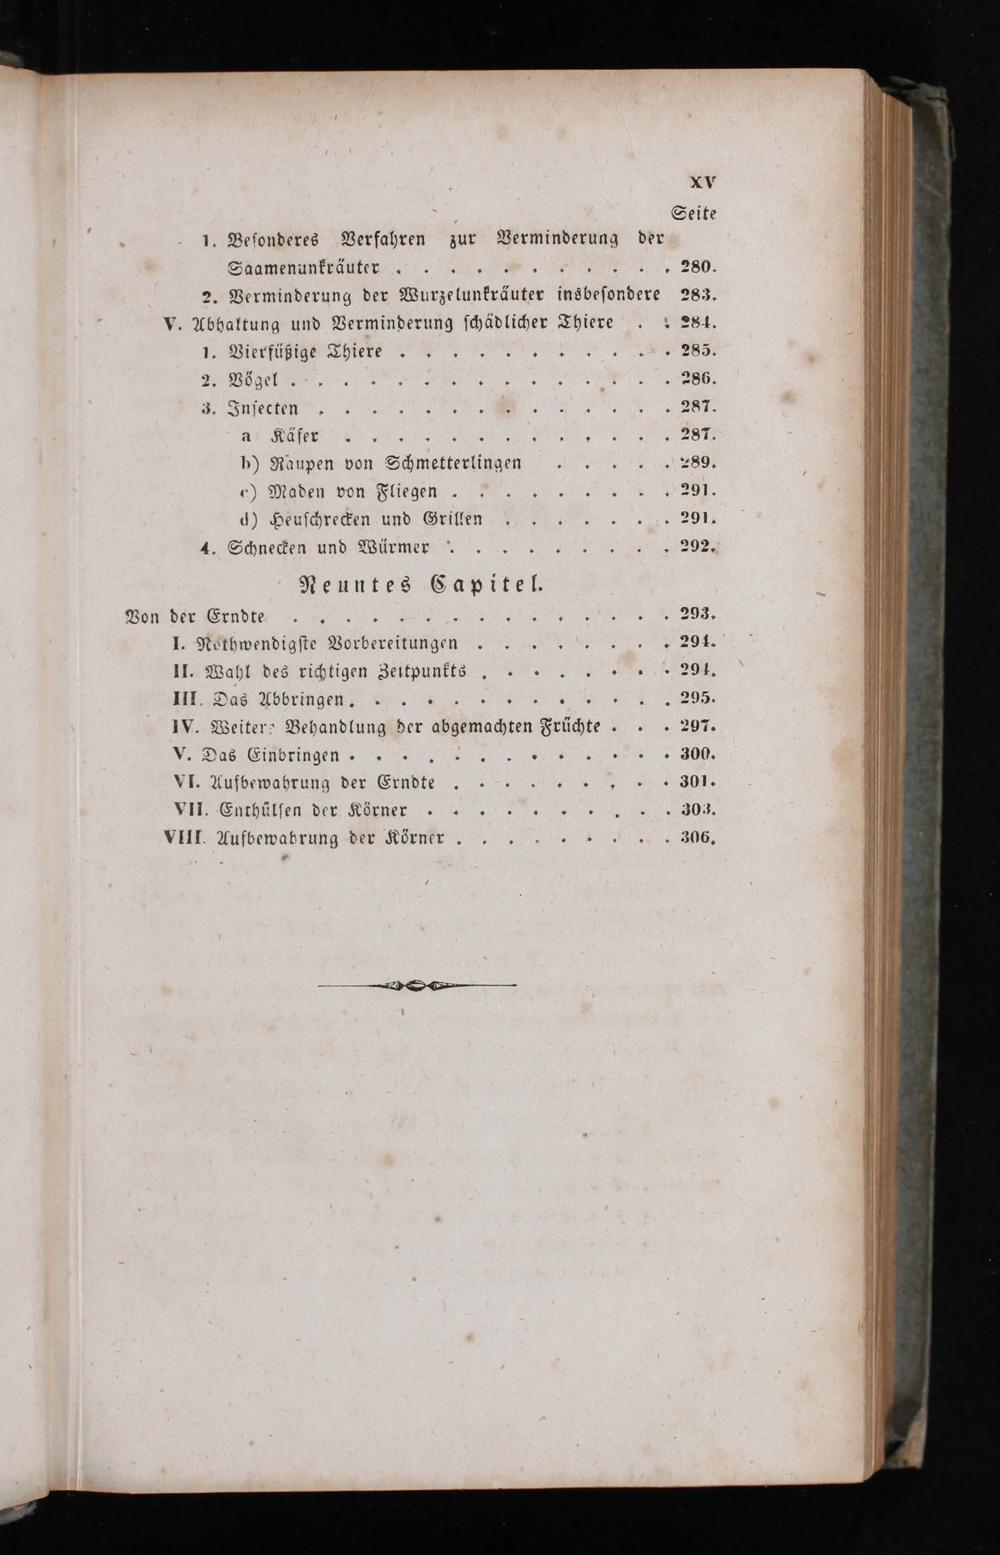 XV
Seite
1. Beſonderes Verfahren zur Verminderung der
Saamenunkräuter . . . . . . . . . . . 280.
2. Verminderung der Wurzelunkräuter insbeſondere 283.
V. Abhaltung und Verminderung ſchädlicher Thiere . . 284.
1. Vierfüßige Thiere . . . . . . . . . . . 285.
2. Vögel . . . . . . . . . . . . . . . 286.
3. Inſecten . . . . . . . . . . . . . . 287.
a Käfer . . . . . . . . . . . . . 287.
b) Raupen von Schmetterlingen . . . . . 289.
c) Maden von Fliegen . . . . . . . . . 291.
d) Heuſchrecken und Grillen . . . . . . . 291.
4. Schnecken und Würmer . . . . . . . . . 292.
Neuntes Capitel.
Von der Erndte . . . . . . . . . . . . . . . 293.
I. Nothwendigſte Vorbereitungen . . . . . . . . 294.
II. Wahl des richtigen Zeitpunkts . . . . . . . . 294.
III. Das Abbringen . . . . . . . . . . . . . 295.
IV. Weitere Behandlung der abgemachten Früchte . . . 297.
V. Das Einbringen . . . . . . . . . . . . . 300.
VI. Aufbewahrung der Erndte . . . . . . . . . 301.
VII. Enthülſen der Körner . . . . . . . . . . 303.
VIII. Aufbewahrung der Körner . . . . . . . . . 306.